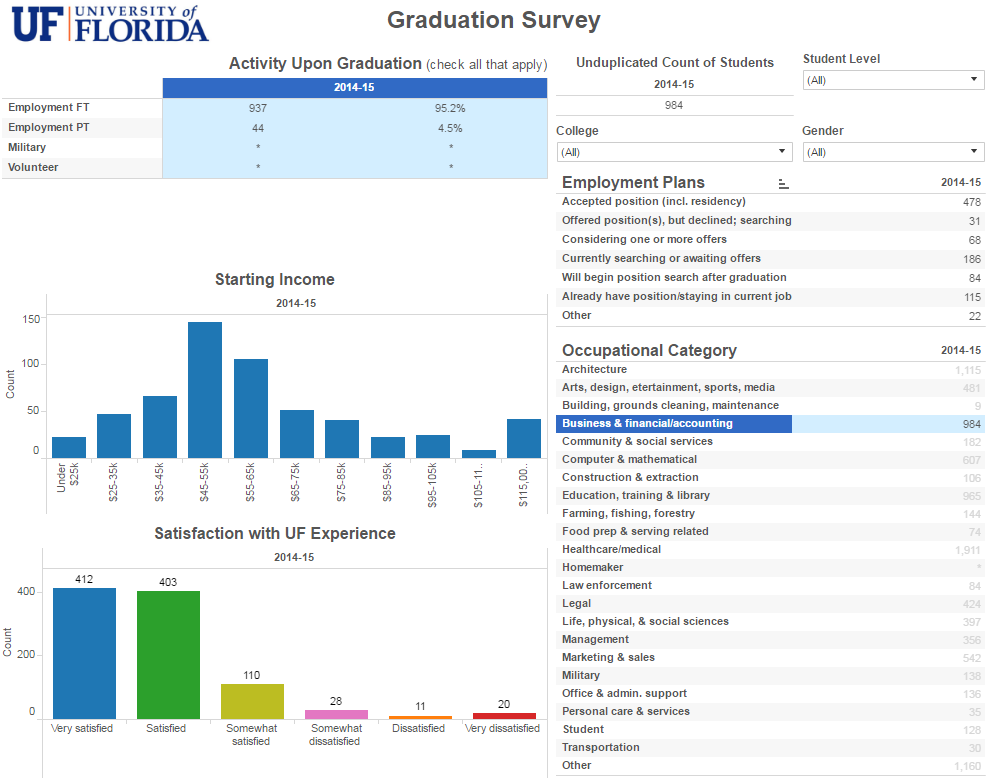 UF UNIVERSITY of FLORIDA
Graduation Survey
Activity Upon Graduation (check all that apply)
2014-15
Employment FT 937 95.2%
Employment PT 44 4.5%
Military * *
Volunteer * *
Unduplicated Count of Students
2014-15
984
Student Level
(All)
College
(All)
Gender
(All)
Employment Plans 2014-15
Accepted position (incl. residency) 478
Offered position(s), but declined; searching 31
Considering one or more offers 68
Currently searching or awaiting offers 186
Will begin position search after graduation 84
Already have position/staying in current job 115
Other 22
Starting Income
2014-15
Count
150
100
50
0
Under $25k
$25-35k
$35-45k
$45-55k
$55-65k
$65-75k
$75-85k
$85-95k
$95-105k
$105-11..
$115,00..
Satisfaction with UF Experience
2014-15
Count
400
200
0
412
403
110
28
11
20
Very satisfied
Satisfied
Somewhat satisfied
Somewhat dissatisfied
Dissatisfied
Very dissatisfied
Occupational Category 2014-15
Architecture 1,115
Arts, design, etertainment, sports, media 481
Building, grounds cleaning, maintenance 9
Business & financial/accounting 984
Community & social services 182
Computer & mathematical 607
Construction & extraction 106
Education, training & library 965
Farming, fishing, forestry 144
Food prep & serving related 74
Healthcare/medical 1,911
Homemaker *
Law enforcement 84
Legal 424
Life, physical, & social sciences 397
Management 356
Marketing & sales 542
Military 138
Office & admin. support 136
Personal care & services 35
Student 128
Transportation 30
Other 1,160